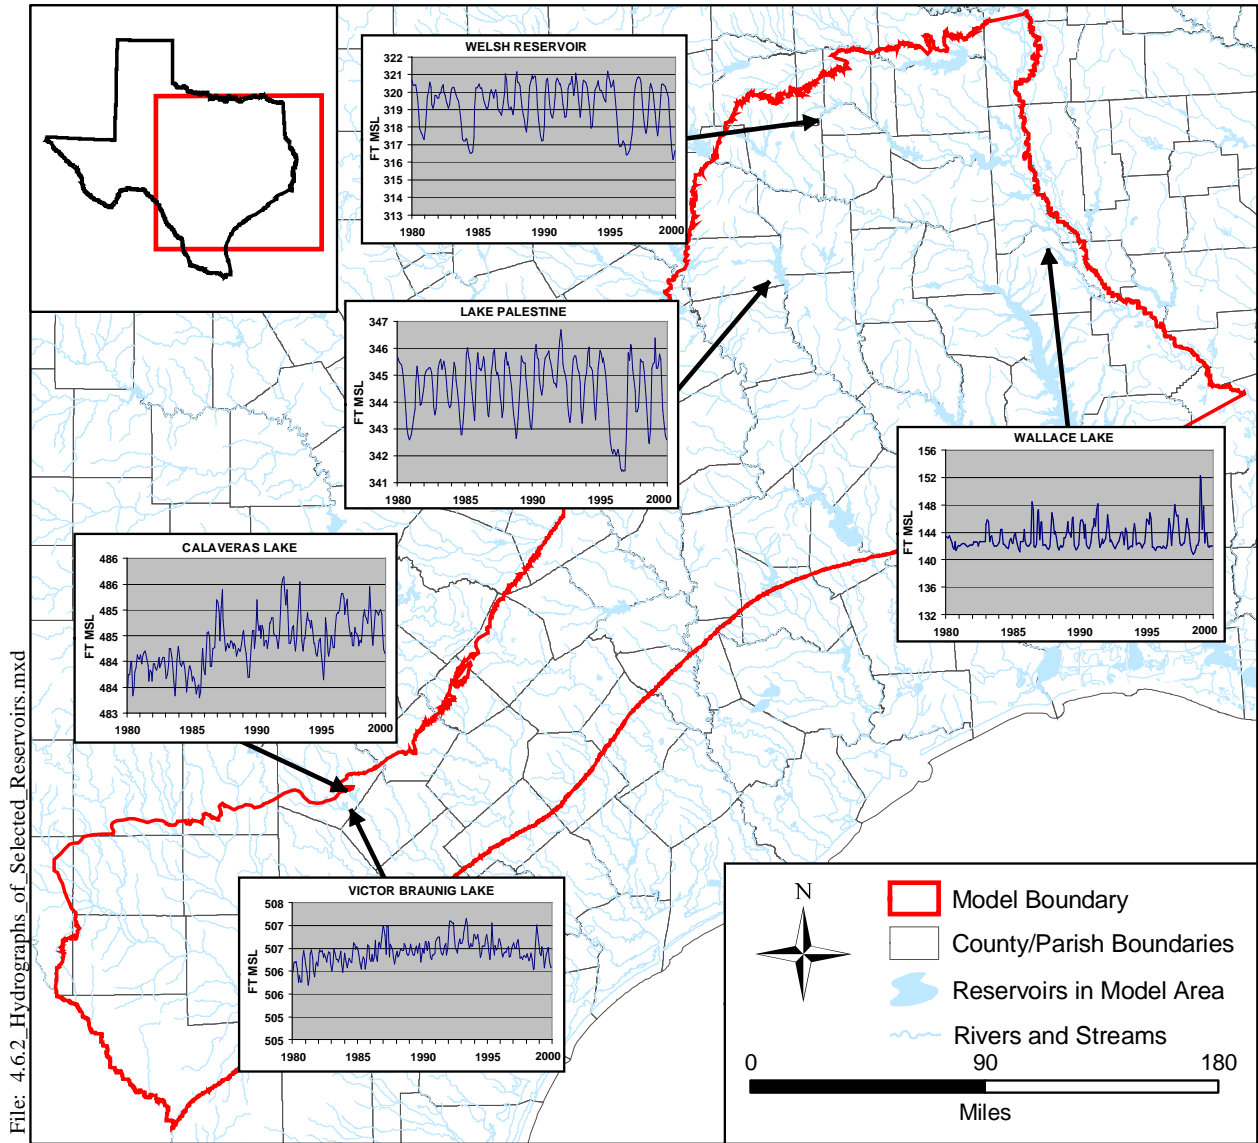 WELSH RESERVOIR
FT MSL
322
321
320
319
318
317
316
315
314
313
1980 1985 1990 1995 2000
LAKE PALESTINE
FT MSL
347
346
345
344
343
342
341
1980 1985 1990 1995 2000
WALLACE LAKE
FT MSL
156
152
148
144
140
136
132
1980 1985 1990 1995 2000
CALAVERAS LAKE
FT MSL
486
486
485
485
484
484
483
1980 1985 1990 1995 2000
VICTOR BRAUNIG LAKE
FT MSL
508
507
507
506
506
505
505
1980 1985 1990 1995 2000
N
Model Boundary
County/Parish Boundaries
Reservoirs in Model Area
Rivers and Streams
0 90 180
Miles
File: 4.6.2_Hydrographs_of_Selected_Reservoirs.mxd